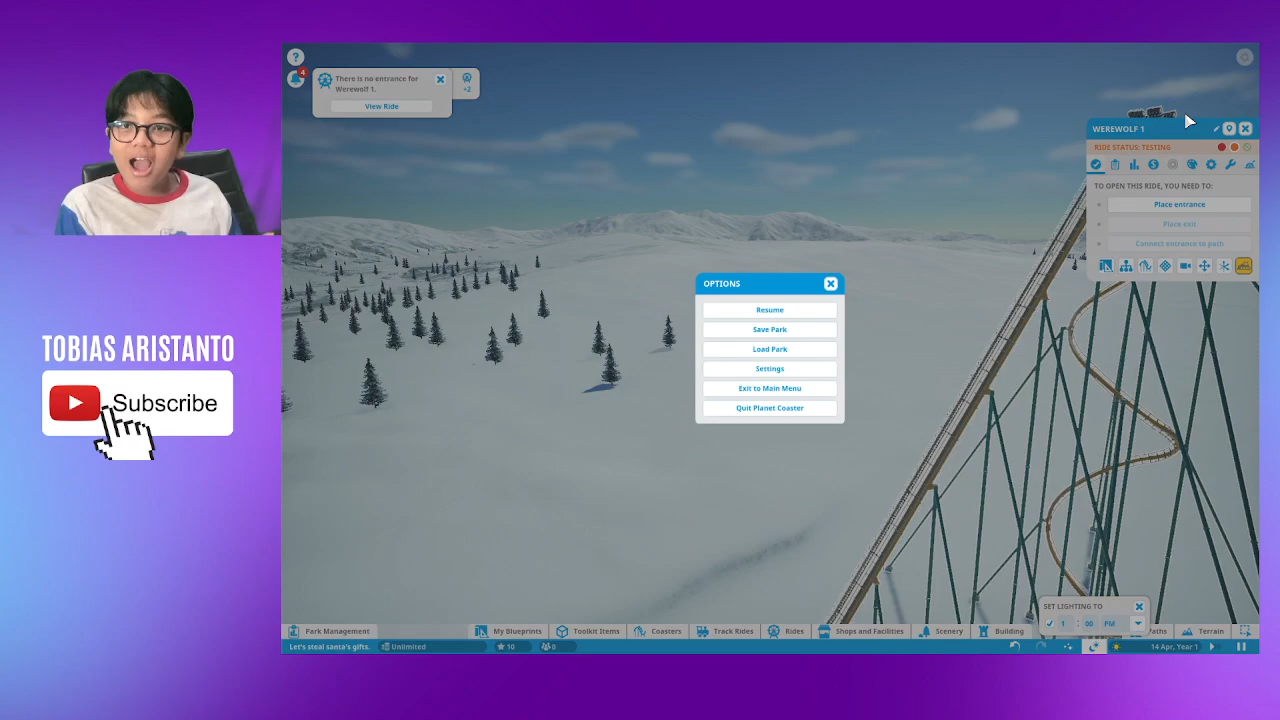 ?
4
There is no entrance for
Werewolf 1.
View Ride
+2
WEREWOLF 1
RIDE STATUS: TESTING
TO OPEN THIS RIDE, YOU NEED TO:
Place entrance
Place exit
Connect entrance to path
OPTIONS
Resume
Save Park
Load Park
Settings
Exit to Main Menu
Quit Planet Coaster
TOBIAS ARISTANTO
Subscribe
SET LIGHTING TO
1 : 00 PM
Park Management
My Blueprints
Toolkit Items
Coasters
Track Rides
Rides
Shops and Facilities
Scenery
Building
Paths
Terrain
Let's steal santa's gifts.
Unlimited
10
0
14 Apr, Year 1